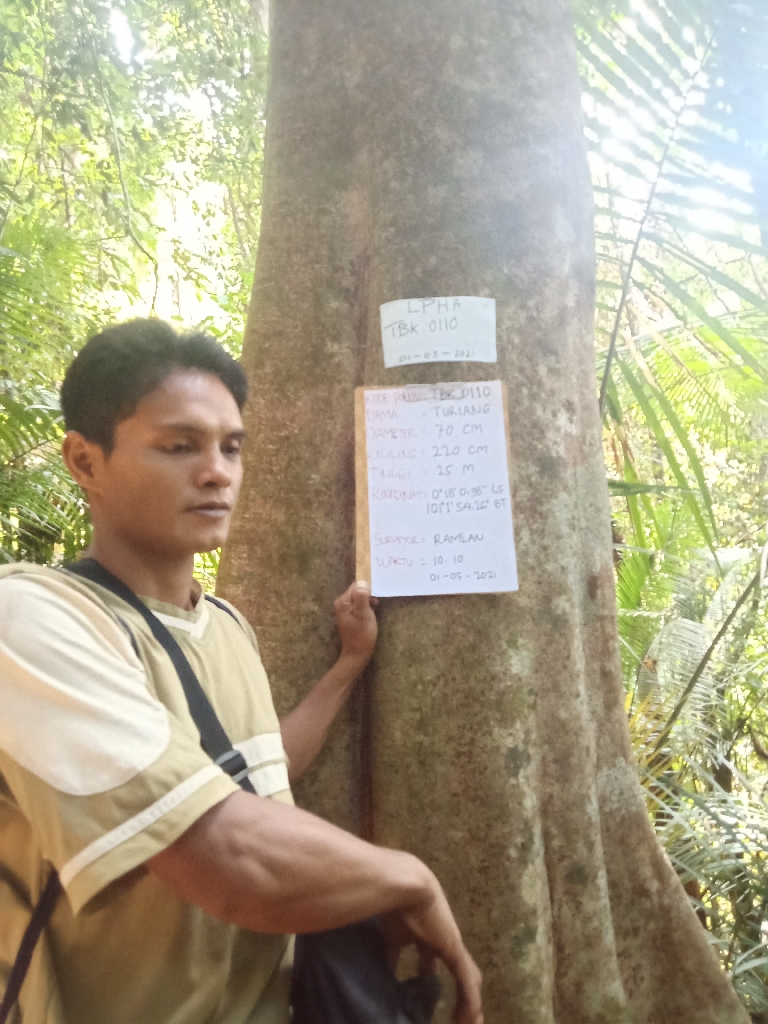 LPHA
TBK 0110
01-05-2021
KODE POHON: TBK 0110
NAMA = TURIANG
DIAMETER = 70 CM
KELILING = 220 CM
TINGGI = 25 M
KOORDINAT = 0°18'0.96" LS
101°1'54.26" BT
SURVEYOR = RAMLAN
WAKTU = 10.10
01-05-2021